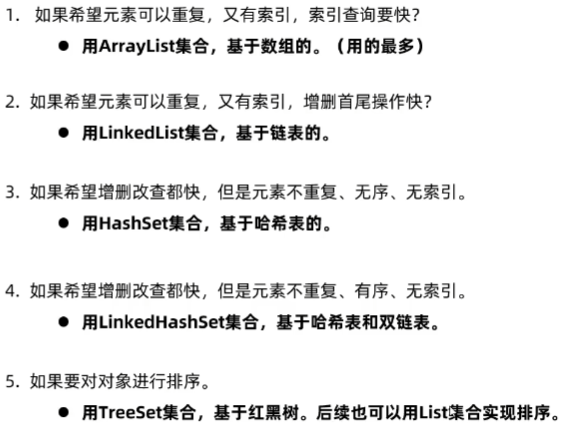 1. 如果希望元素可以重复，又有索引，索引查询要快？
● 用ArrayList集合，基于数组的。（用的最多）
2. 如果希望元素可以重复，又有索引，增删首尾操作快？
● 用LinkedList集合，基于链表的。
3. 如果希望增删改查都快，但是元素不重复、无序、无索引。
● 用HashSet集合，基于哈希表的。
4. 如果希望增删改查都快，但是元素不重复、有序、无索引。
● 用LinkedHashSet集合，基于哈希表和双链表。
5. 如果要对对象进行排序。
● 用TreeSet集合，基于红黑树。后续也可以用List集合实现排序。